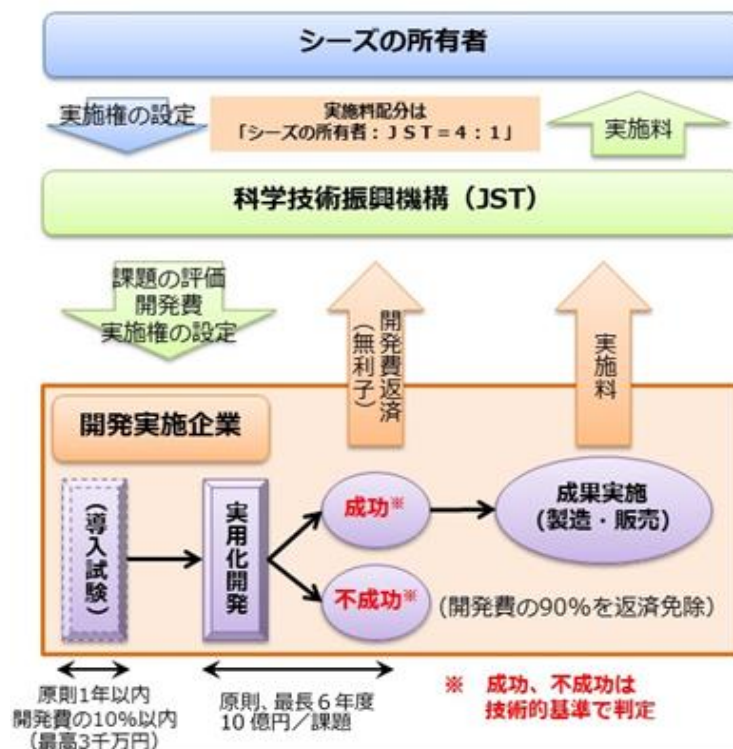 シーズの所有者
実施権の設定
実施料配分は
「シーズの所有者：ＪＳＴ＝４：１」
実施料
科学技術振興機構（JST）
課題の評価
開発費
実施権の設定
開発費返済
（無利子）
実施料
開発実施企業
（導入試験）
実用化開発
成功※
不成功※
成果実施
(製造・販売)
（開発費の90％を返済免除）
原則1年以内
開発費の10％以内
（最高3千万円）
原則、最長６年度
10 億円／課題
※ 成功、不成功は
技術的基準で判定